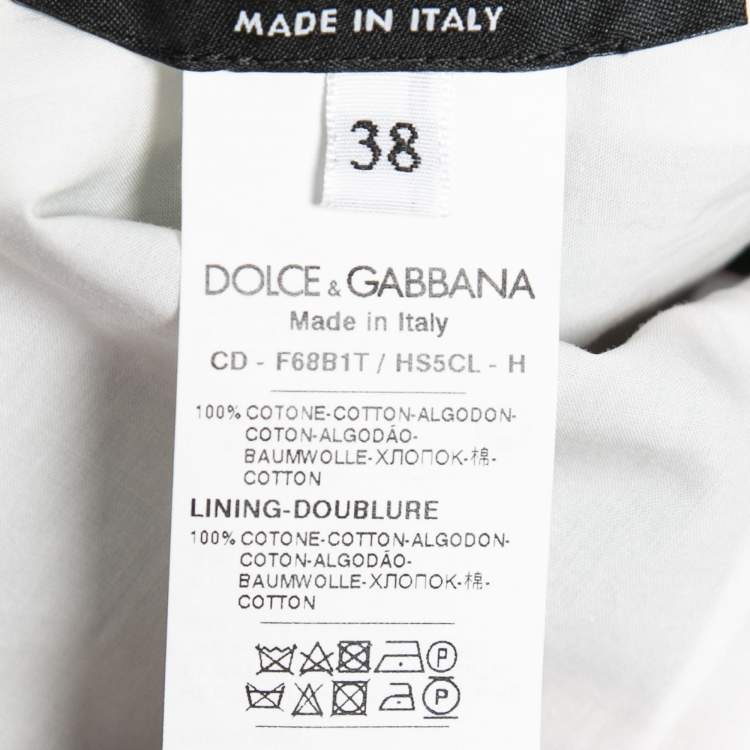 MADE IN ITALY
38
DOLCE & GABBANA
Made in Italy
CD - F68B1T / HS5CL - H
100% COTONE-COTTON-ALGODON-
COTON-ALGODÃO-
BAUMWOLLE-ХЛОПОК-棉-
COTTON
LINING-DOUBLURE
100% COTONE-COTTON-ALGODON-
COTON-ALGODÃO-
BAUMWOLLE-ХЛОПОК-棉-
COTTON
P
P